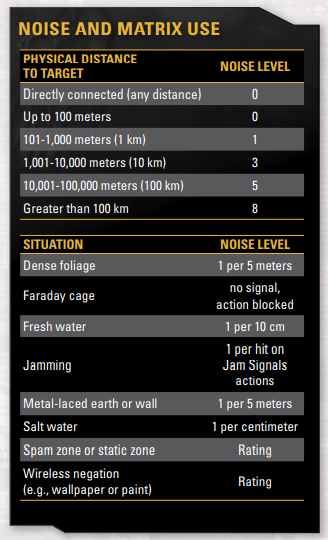 NOISE AND MATRIX USE
PHYSICAL DISTANCE
TO TARGET
NOISE LEVEL
Directly connected (any distance) 0
Up to 100 meters 0
101-1,000 meters (1 km) 1
1,001-10,000 meters (10 km) 3
10,001-100,000 meters (100 km) 5
Greater than 100 km 8
SITUATION NOISE LEVEL
Dense foliage 1 per 5 meters
Faraday cage
no signal,
action blocked
Fresh water 1 per 10 cm
Jamming
1 per hit on
Jam Signals
actions
Metal-laced earth or wall 1 per 5 meters
Salt water 1 per centimeter
Spam zone or static zone Rating
Wireless negation
(e.g., wallpaper or paint)
Rating